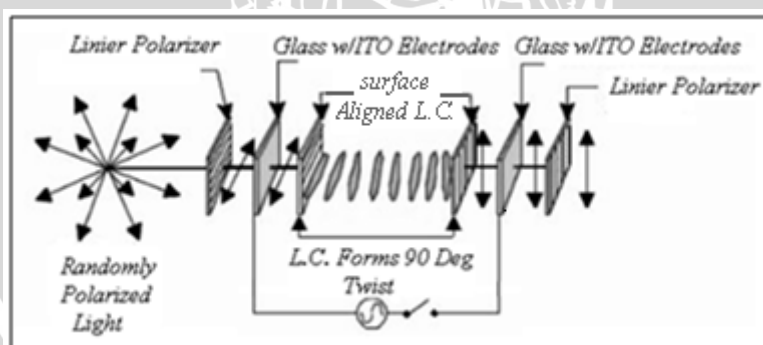 Linier Polarizer
Glass w/ITO Electrodes
Glass w/ITO Electrodes
surface
Aligned L.C.
Linier Polarizer
Randomly
Polarized
Light
L.C. Forms 90 Deg
Twist